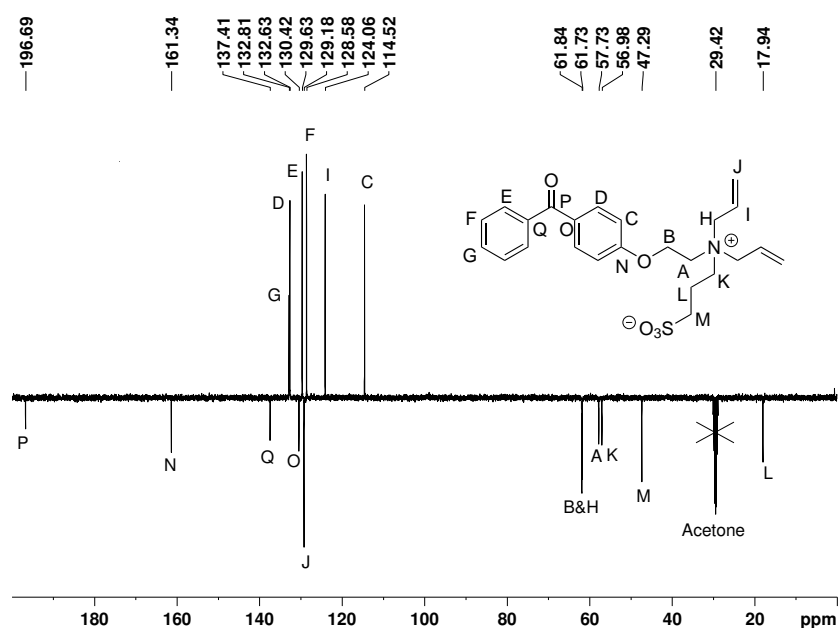 196.69
161.34
137.41
132.81
132.63
130.42
129.63
129.18
128.58
124.06
114.52
61.84
61.73
57.73
56.98
47.29
29.42
17.94
F
E
I
C
D
G
J
O
E
P
D
H
I
F
C
B
N +
Q
O
G
N
O
A
K
L
⊖ O3S
M
P
N
Q
O
J
A
K
B&H
M
L
Acetone
180 160 140 120 100 80 60 40 20 ppm